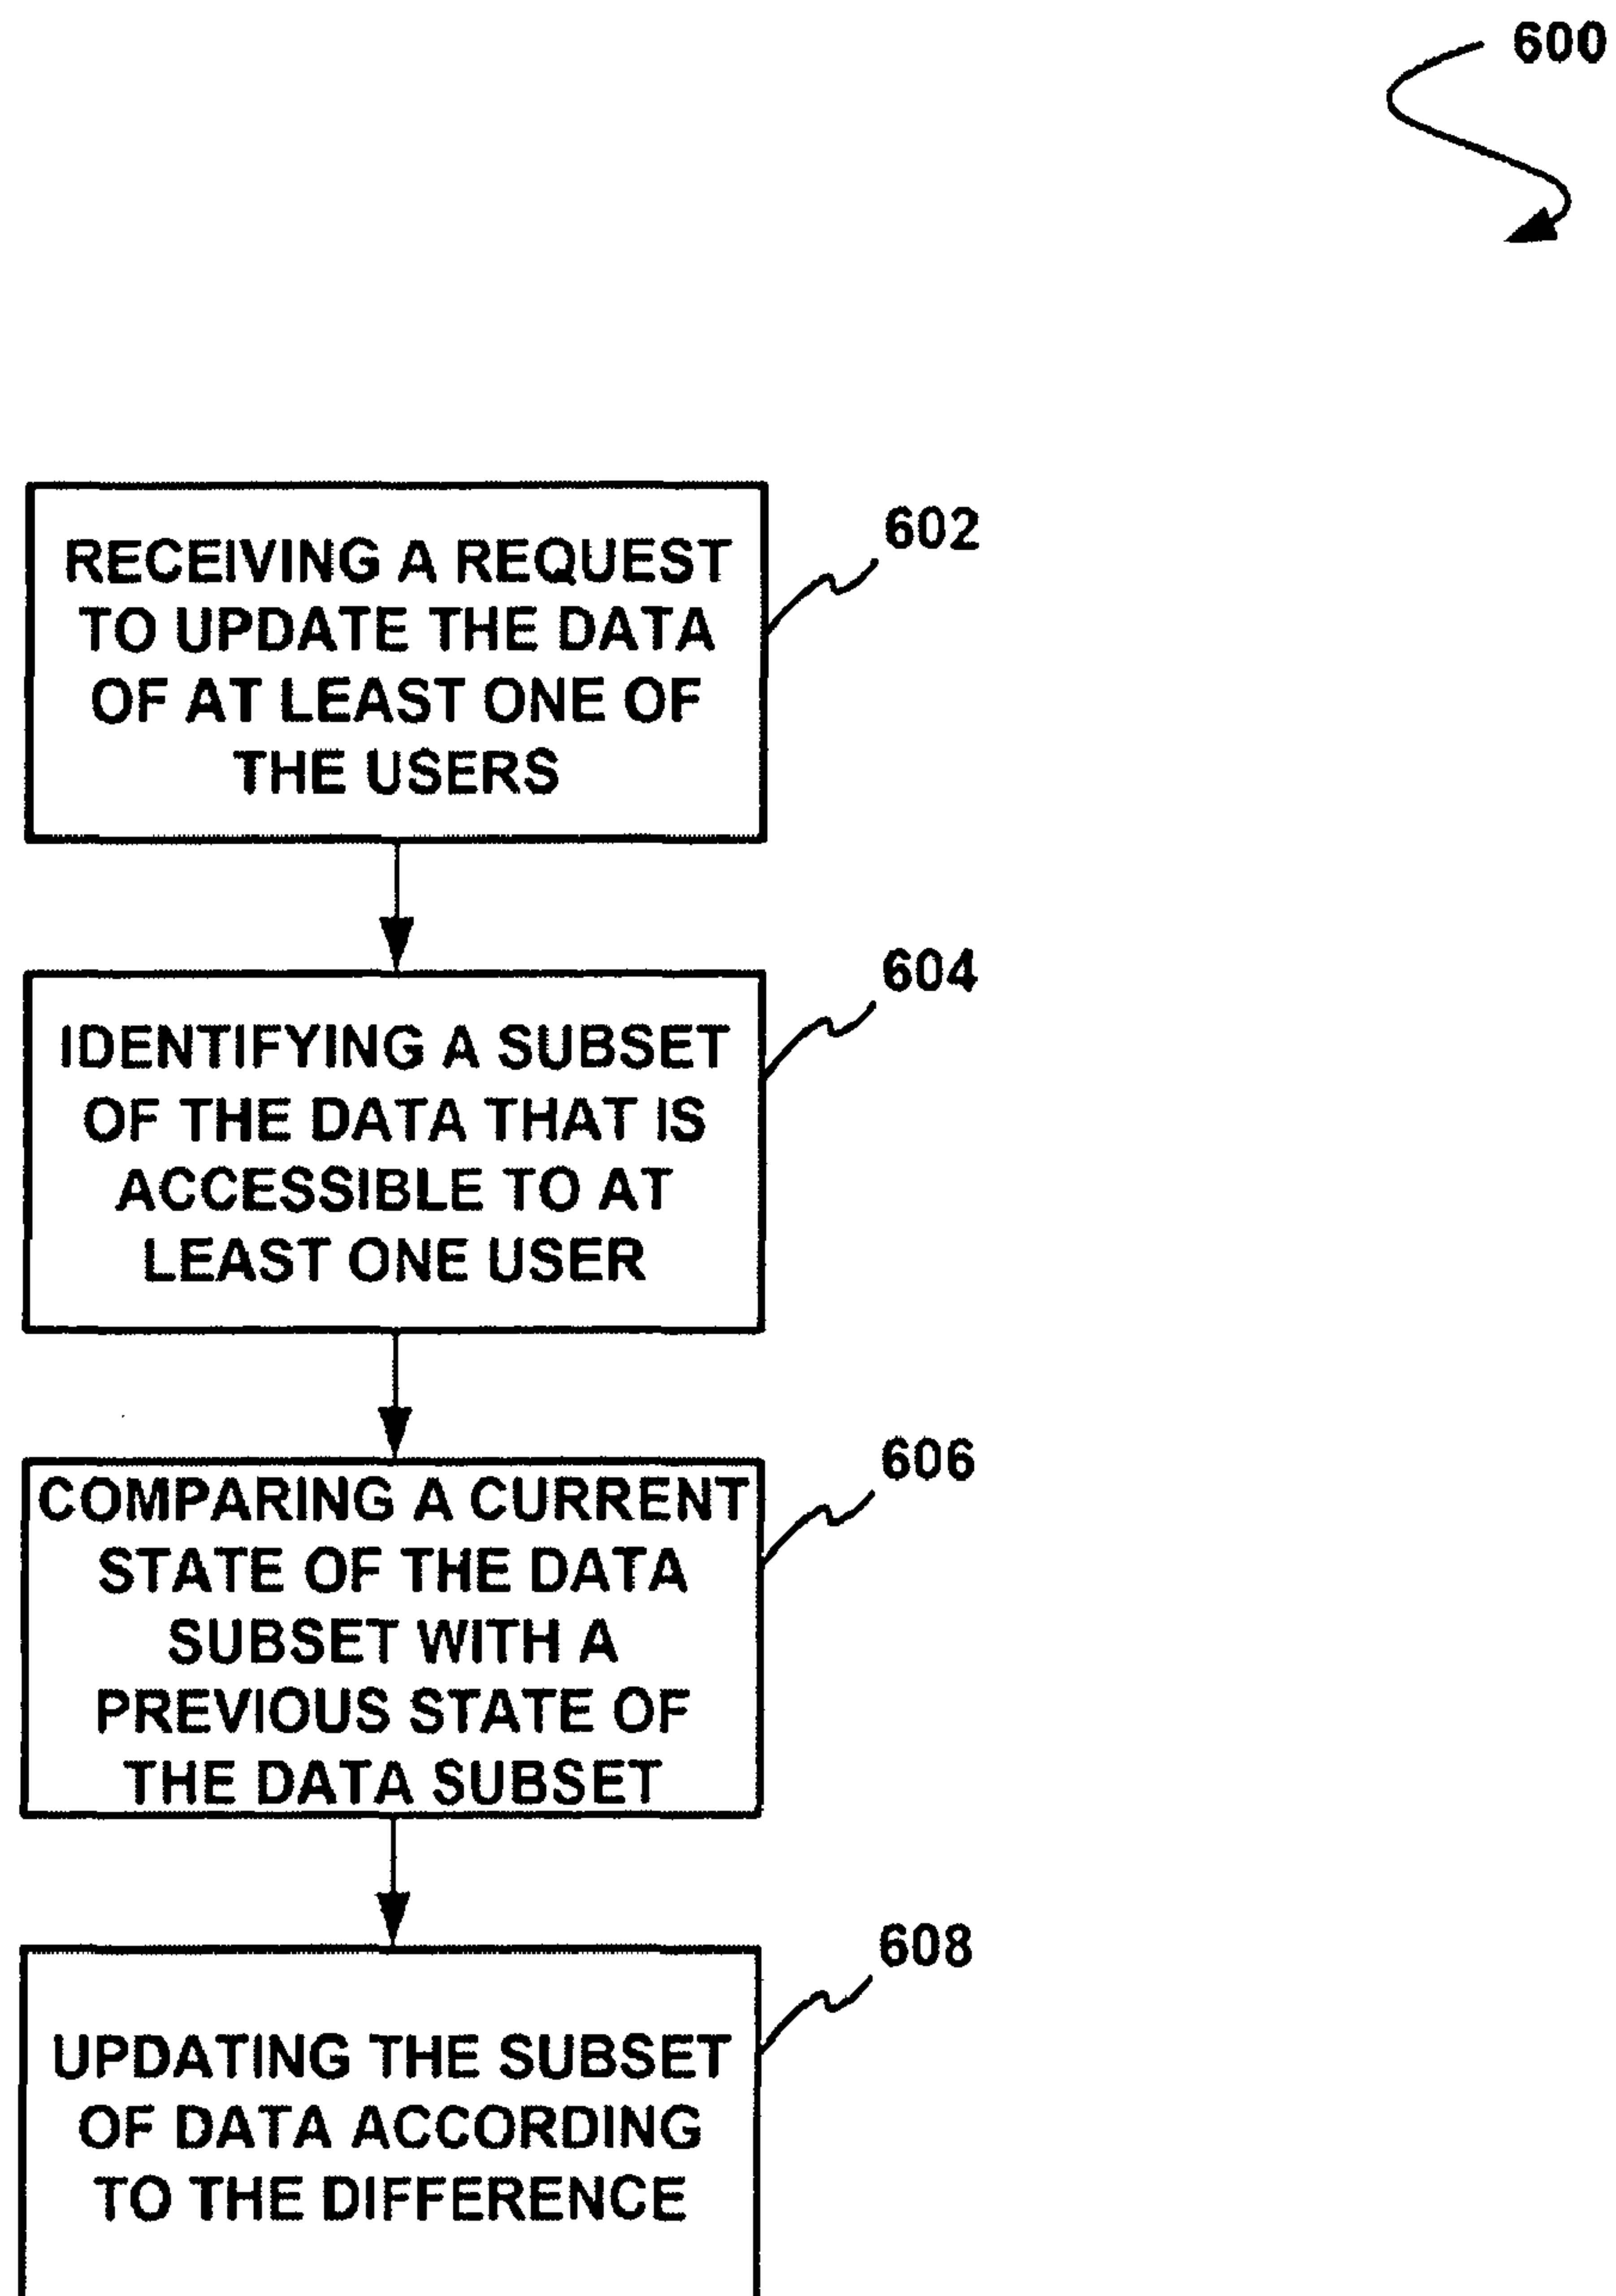 600
RECEIVING A REQUEST
TO UPDATE THE DATA
OF AT LEAST ONE OF
THE USERS
602
IDENTIFYING A SUBSET
OF THE DATA THAT IS
ACCESSIBLE TO AT
LEAST ONE USER
604
COMPARING A CURRENT
STATE OF THE DATA
SUBSET WITH A
PREVIOUS STATE OF
THE DATA SUBSET
606
UPDATING THE SUBSET
OF DATA ACCORDING
TO THE DIFFERENCE
608